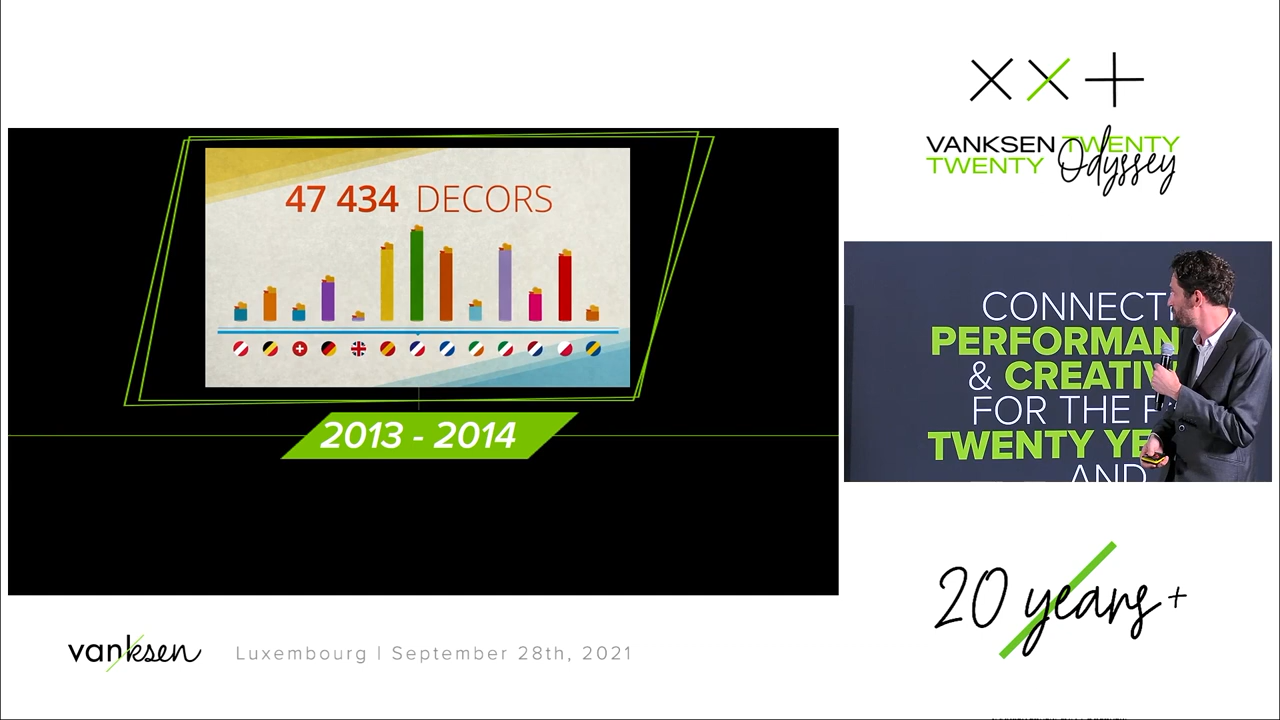 47 434 DECORS
2013 - 2014
VANKSEN TWENTY
TWENTY Odyssey
CONNECTI
PERFORMAN
& CREATIV
FOR THE P
TWENTY YE
AND
20 years+
vanksen
Luxembourg | September 28th, 2021